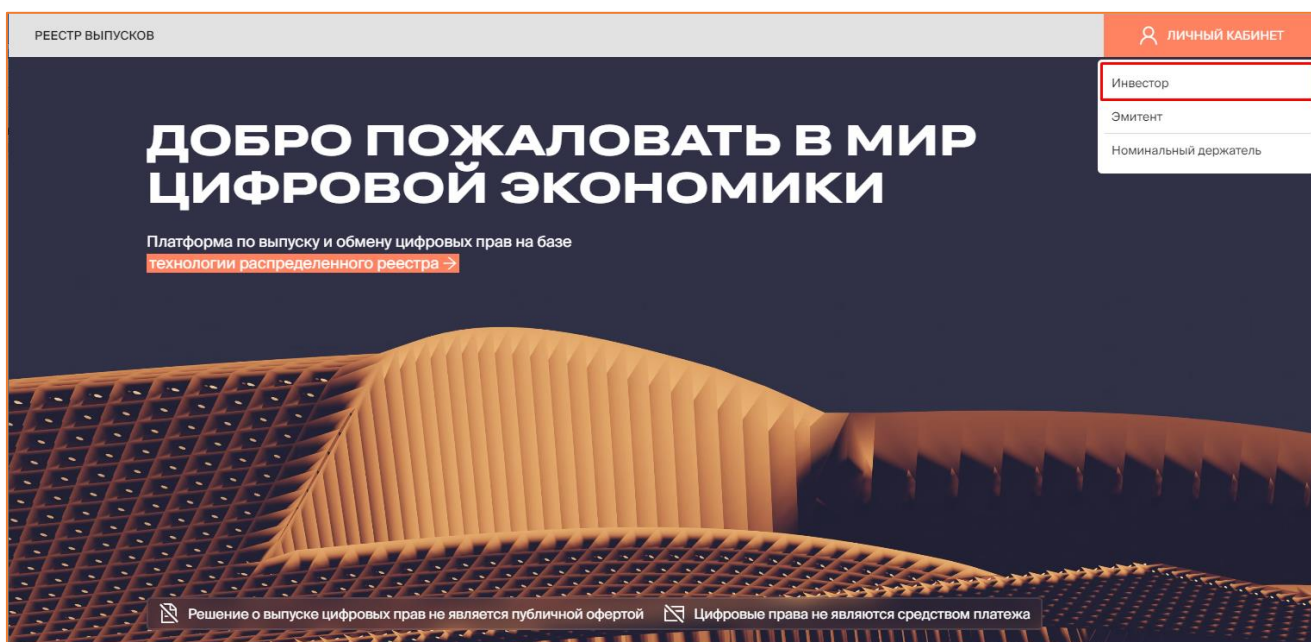 РЕЕСТР ВЫПУСКОВ
ЛИЧНЫЙ КАБИНЕТ
Инвестор
Эмитент
Номинальный держатель
ДОБРО ПОЖАЛОВАТЬ В МИР
ЦИФРОВОЙ ЭКОНОМИКИ
Платформа по выпуску и обмену цифровых прав на базе
технологии распределенного реестра →
Решение о выпуске цифровых прав не является публичной офертой
Цифровые права не являются средством платежа